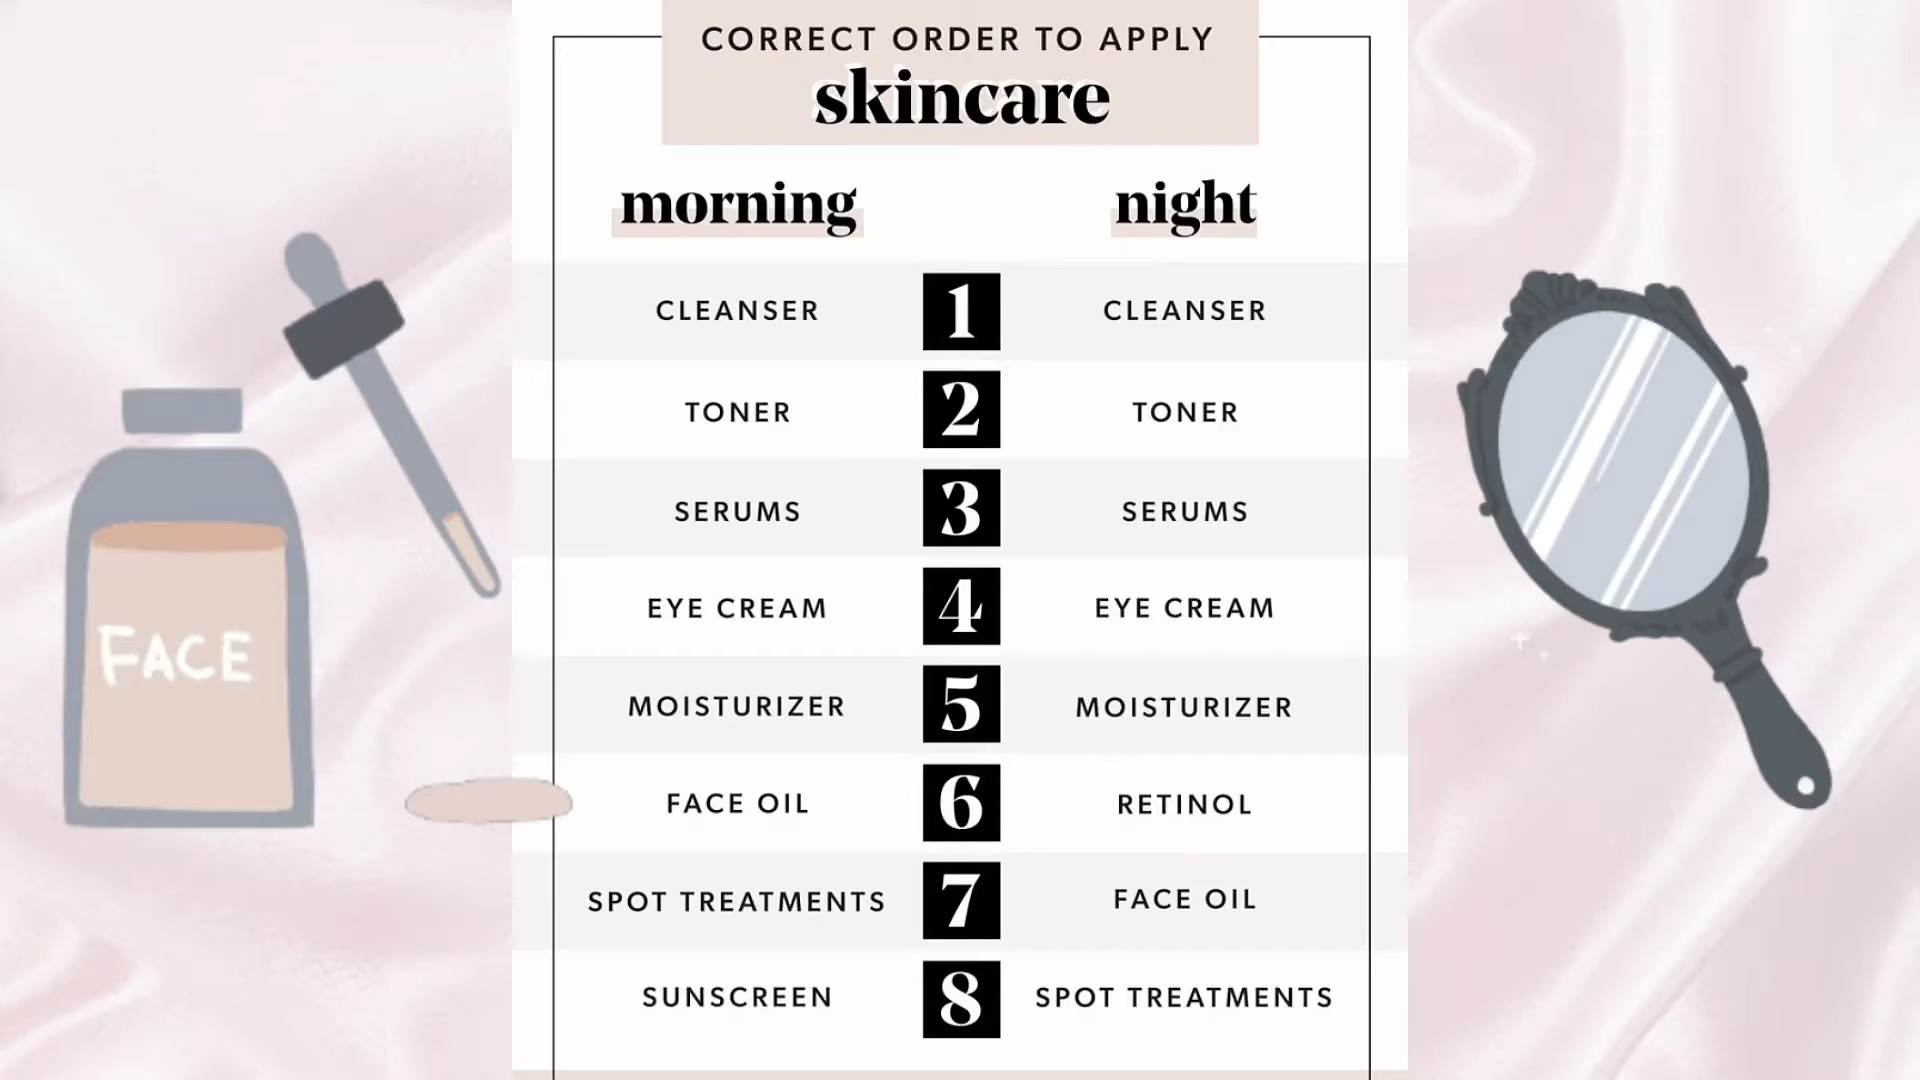 CORRECT ORDER TO APPLY
skincare
morning night
CLEANSER 1 CLEANSER
TONER 2 TONER
SERUMS 3 SERUMS
EYE CREAM 4 EYE CREAM
MOISTURIZER 5 MOISTURIZER
FACE OIL 6 RETINOL
SPOT TREATMENTS 7 FACE OIL
SUNSCREEN 8 SPOT TREATMENTS
FACE